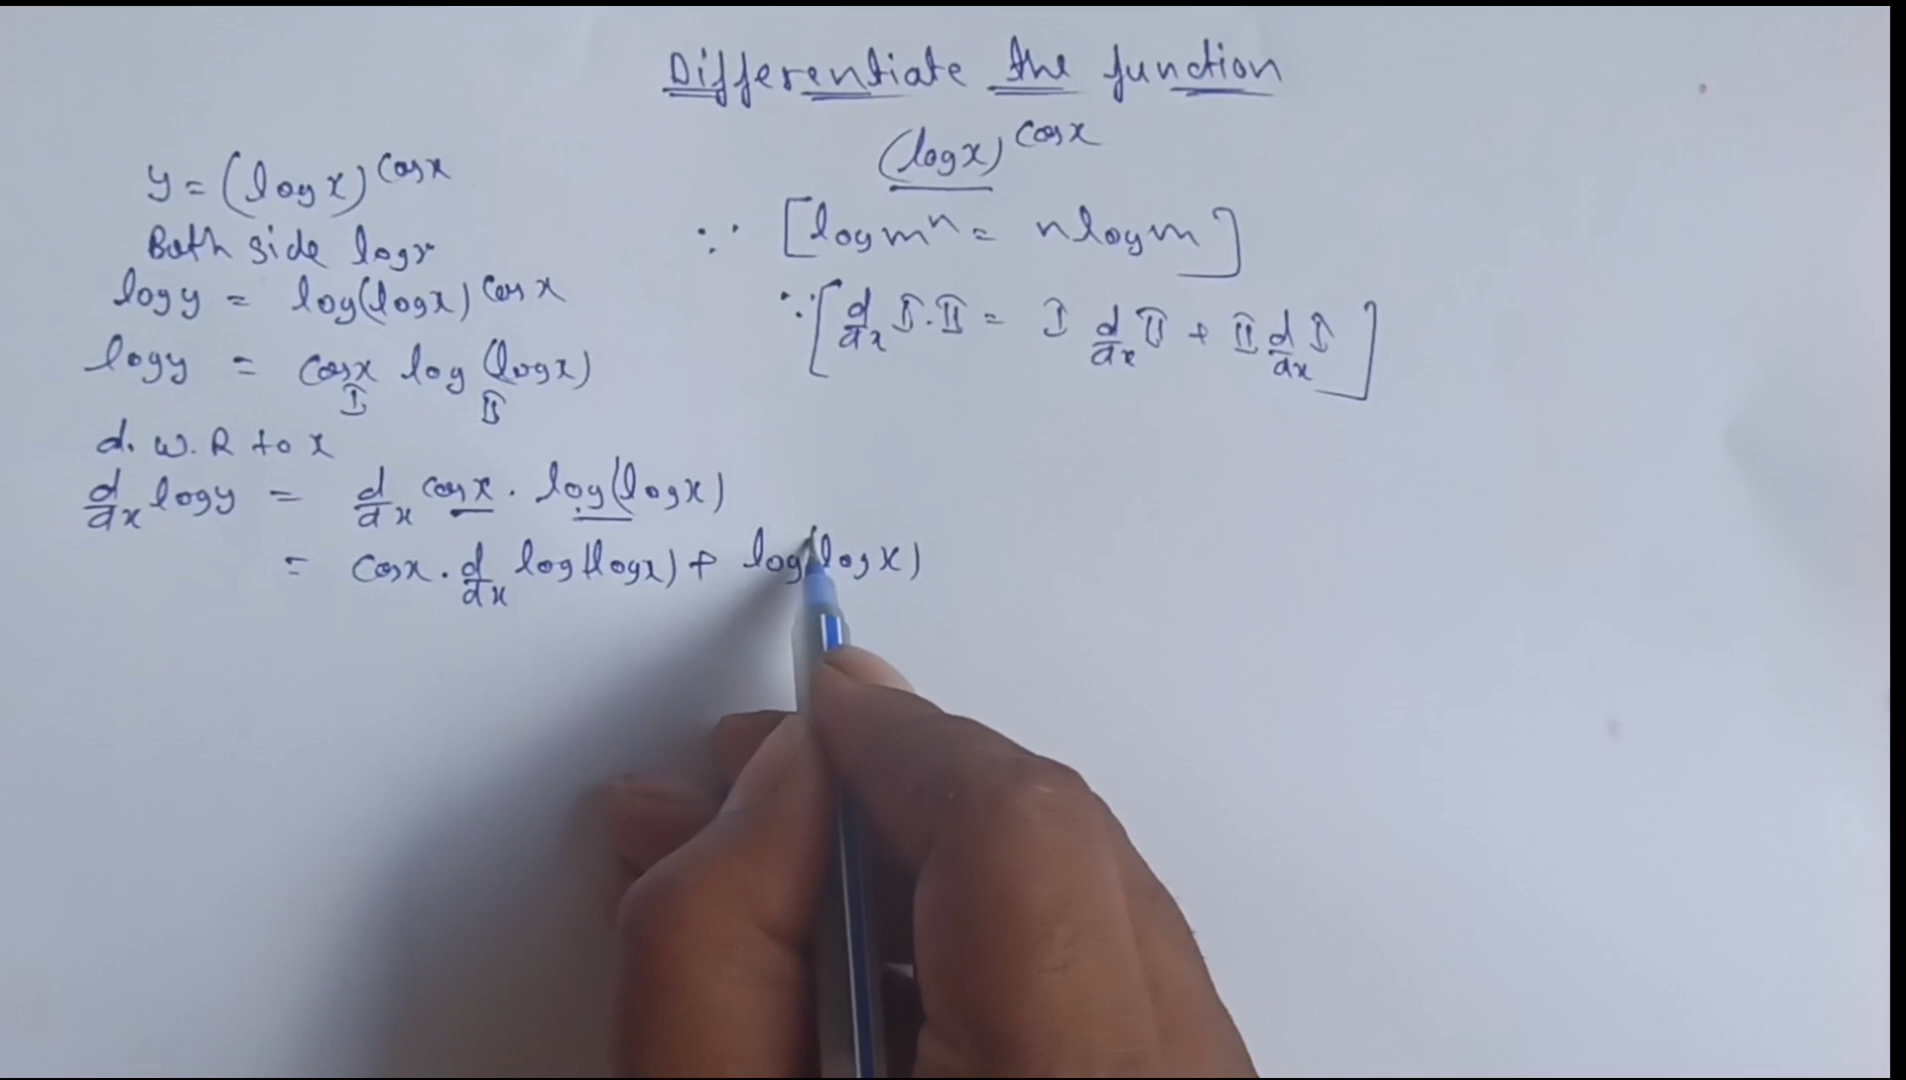 Differentiate the function
(log x)^cos x
y = (log x)^cos x
Both side log
log y = log(log x)^cos x
log y = cos x log (log x)
I II
d. w. R to x
d/dx log y = d/dx cos x . log(log x)
= cos x . d/dx log(log x) + log(log x)
∵ [log m^n = n log m]
∵ [d/dx I.II = I d/dx II + II d/dx I]